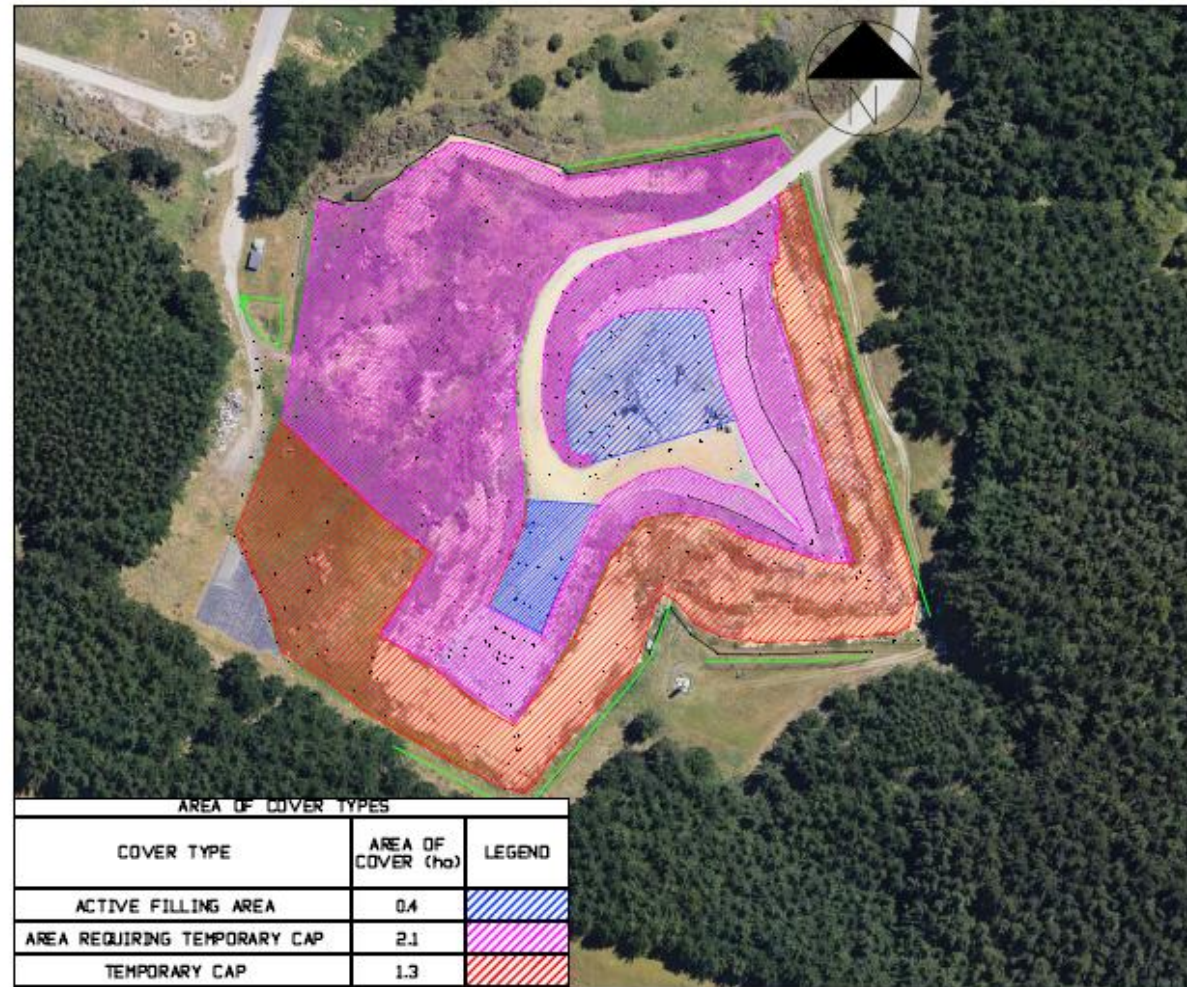 N
AREA OF COVER TYPES
COVER TYPE
AREA OF
COVER (ha)
LEGEND
ACTIVE FILLING AREA 0.4
AREA REQUIRING TEMPORARY CAP 2.1
TEMPORARY CAP 1.3